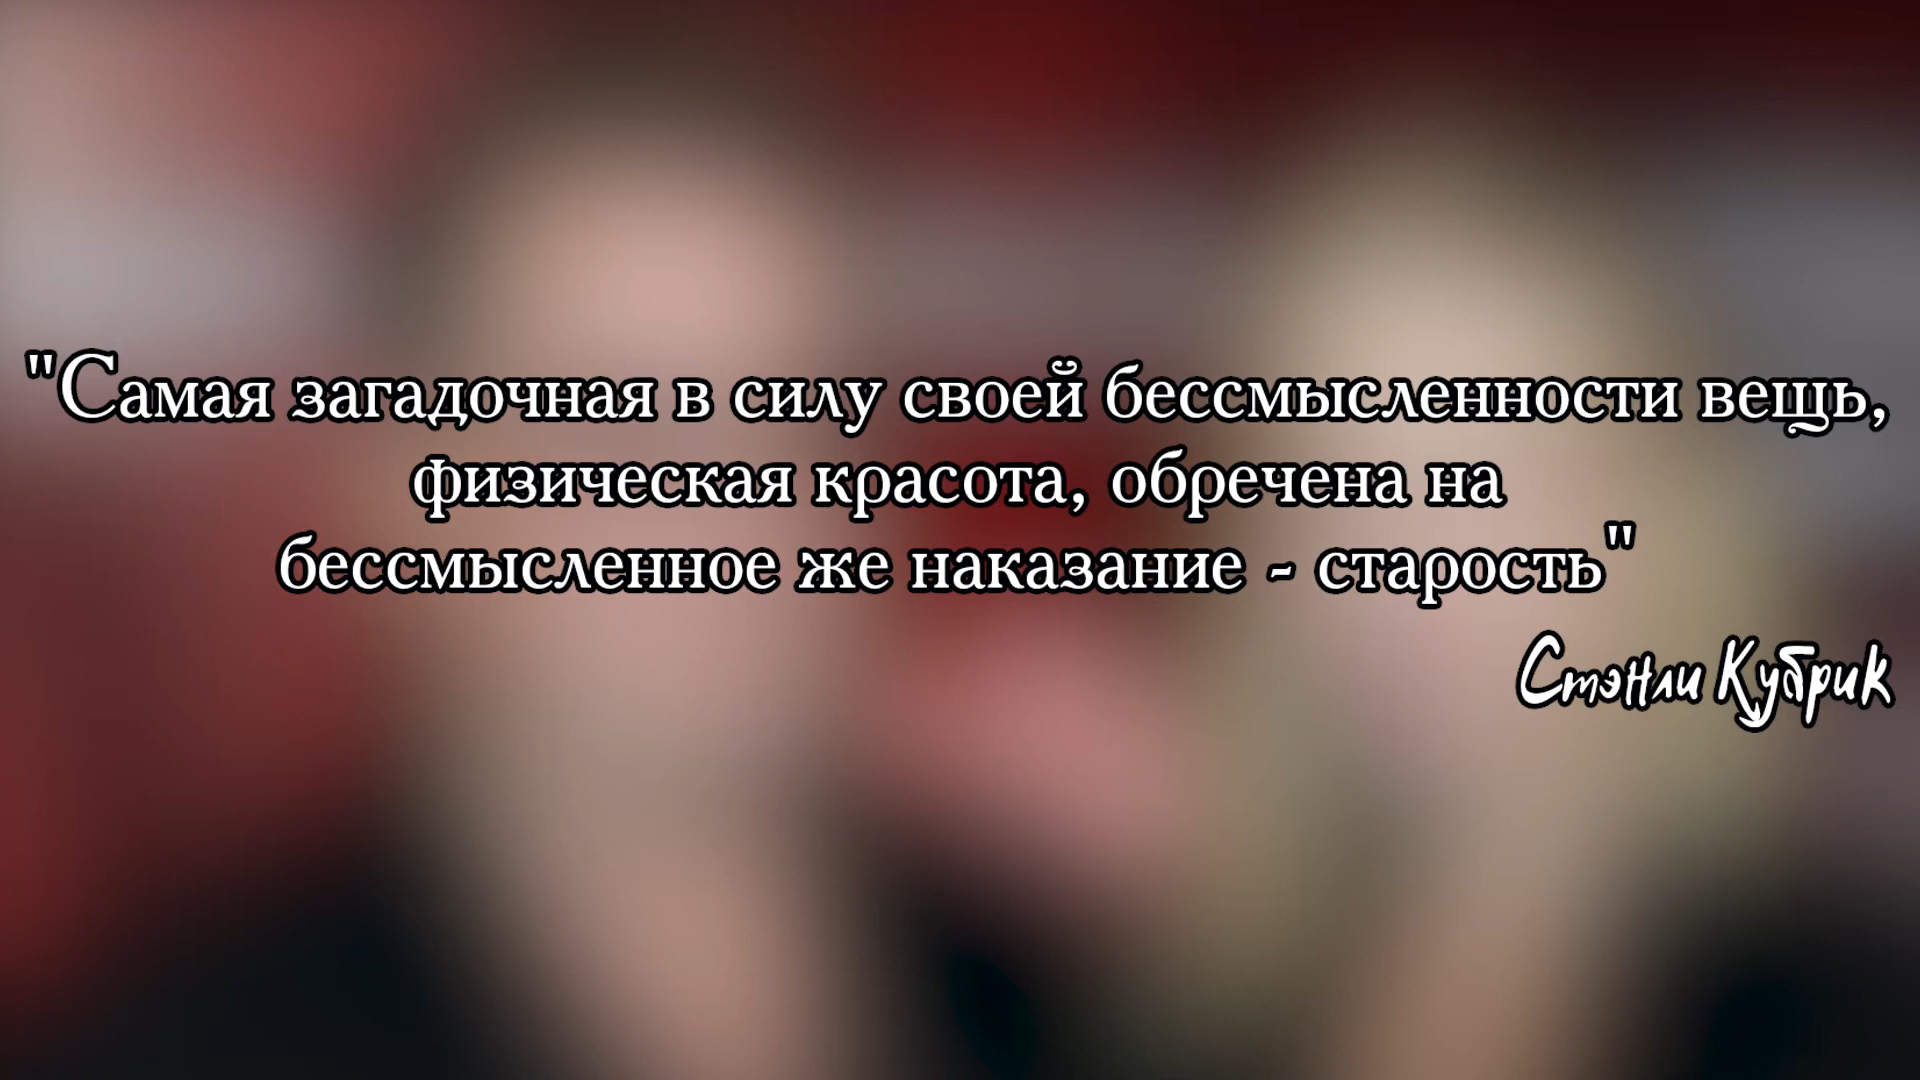 "Самая загадочная в силу своей бессмысленности вещь,
физическая красота, обречена на
бессмысленное же наказание - старость"
Стэнли Кубрик